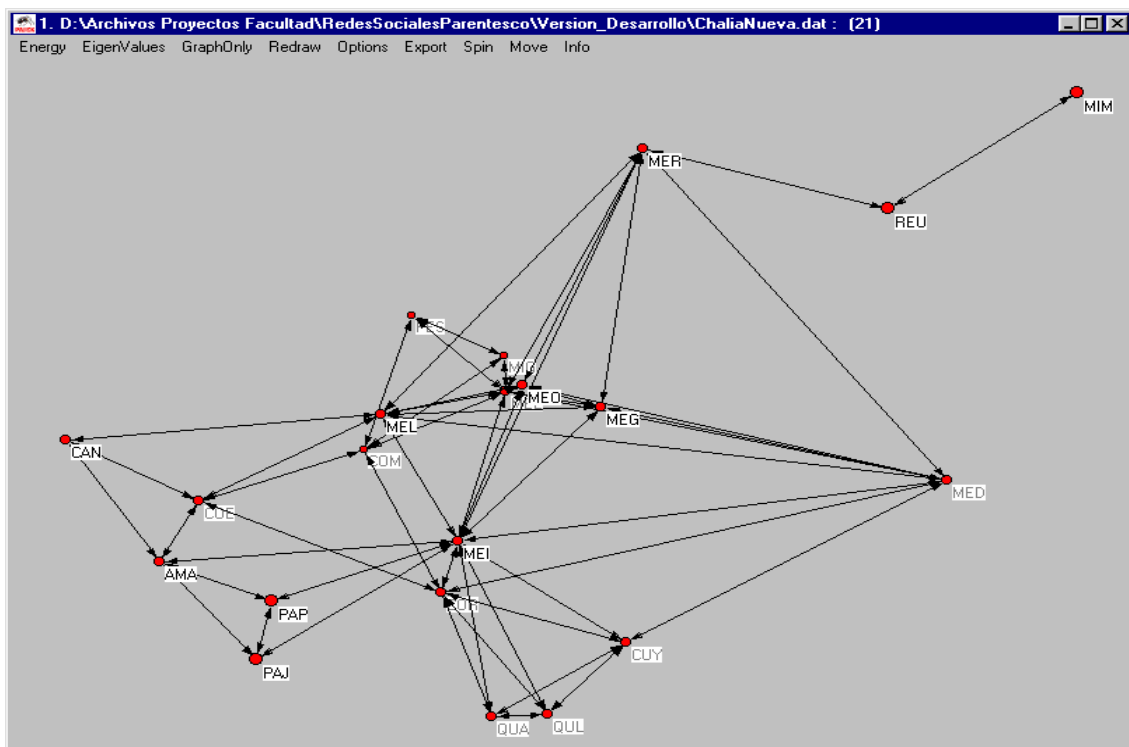 1. D:\Archivos Proyectos Facultad\RedesSocialesParentesco\Version_Desarrollo\ChaliaNueva.dat : (21)
Energy EigenValues GraphOnly Redraw Options Export Spin Move Info
MIM
MER
REU
MIG
MEO
MEG
MEL
CAN
COM
MED
COE
MEI
AMA
PAP
CUY
PAJ
QUA
QUL